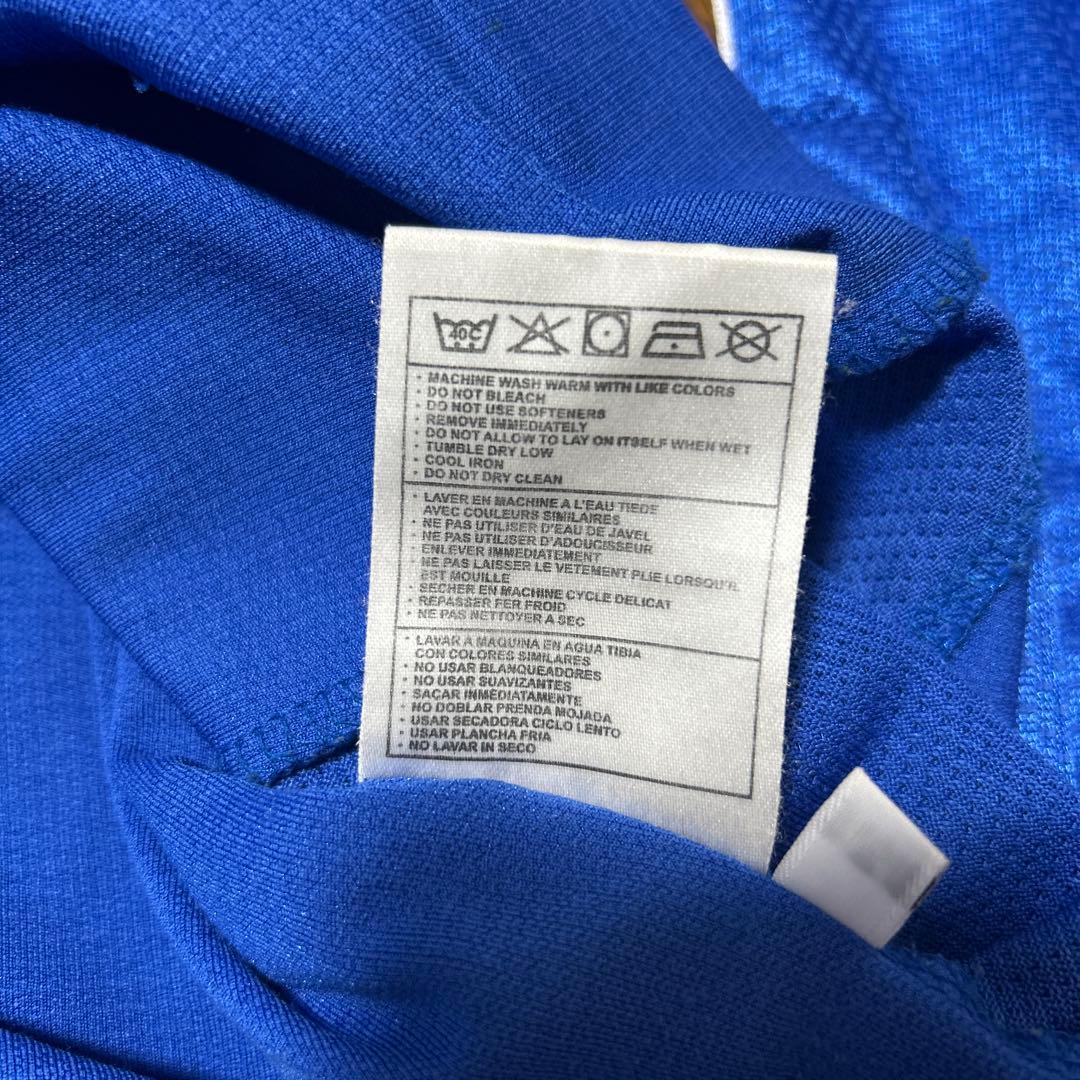 40C
• MACHINE WASH WARM WITH LIKE COLORS
• DO NOT BLEACH
• DO NOT USE SOFTENERS
• REMOVE IMMEDIATELY
• DO NOT ALLOW TO LAY ON ITSELF WHEN WET
• TUMBLE DRY LOW
• COOL IRON
• DO NOT DRY CLEAN
• LAVER EN MACHINE A L'EAU TIEDE
AVEC COULEURS SIMILAIRES
• NE PAS UTILISER D'EAU DE JAVEL
• NE PAS UTILISER D'ADOUCISSEUR
• ENLEVER IMMEDIATEMENT
• NE PAS LAISSER LE VETEMENT PLIE LORSQU'IL
EST MOUILLE
• SECHER EN MACHINE CYCLE DELICAT
• REPASSER FER FROID
• NE PAS NETTOYER A SEC
• LAVAR A MAQUINA EN AGUA TIBIA
CON COLORES SIMILARES
• NO USAR BLANQUEADORES
• NO USAR SUAVIZANTES
• SACAR INMEDIATAMENTE
• NO DOBLAR PRENDA MOJADA
• USAR SECADORA CICLO LENTO
• USAR PLANCHA FRIA
• NO LAVAR IN SECO